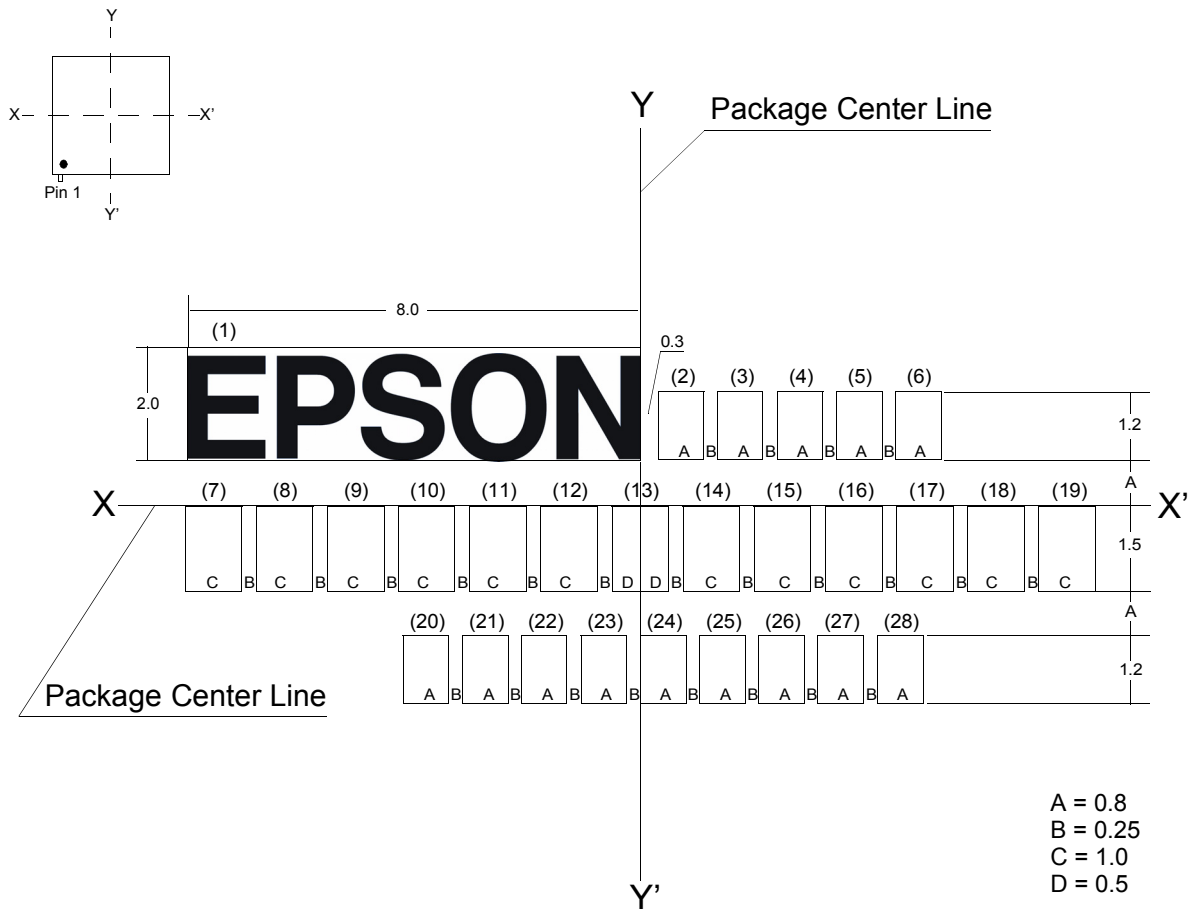 Y
X
X'
Pin 1
Y'
Y
Package Center Line
8.0
(1)
2.0
EPSON
0.3
(2) (3) (4) (5) (6)
A B A B A B A B A
1.2
A
X
(7) (8) (9) (10) (11) (12) (13) (14) (15) (16) (17) (18) (19)
X'
1.5
C B C B C B C B C B C B D D B C B C B C B C B C B C
A
(20) (21) (22) (23) (24) (25) (26) (27) (28)
A B A B A B A B A B A B A B A B A
1.2
Package Center Line
A = 0.8
B = 0.25
C = 1.0
D = 0.5
Y'